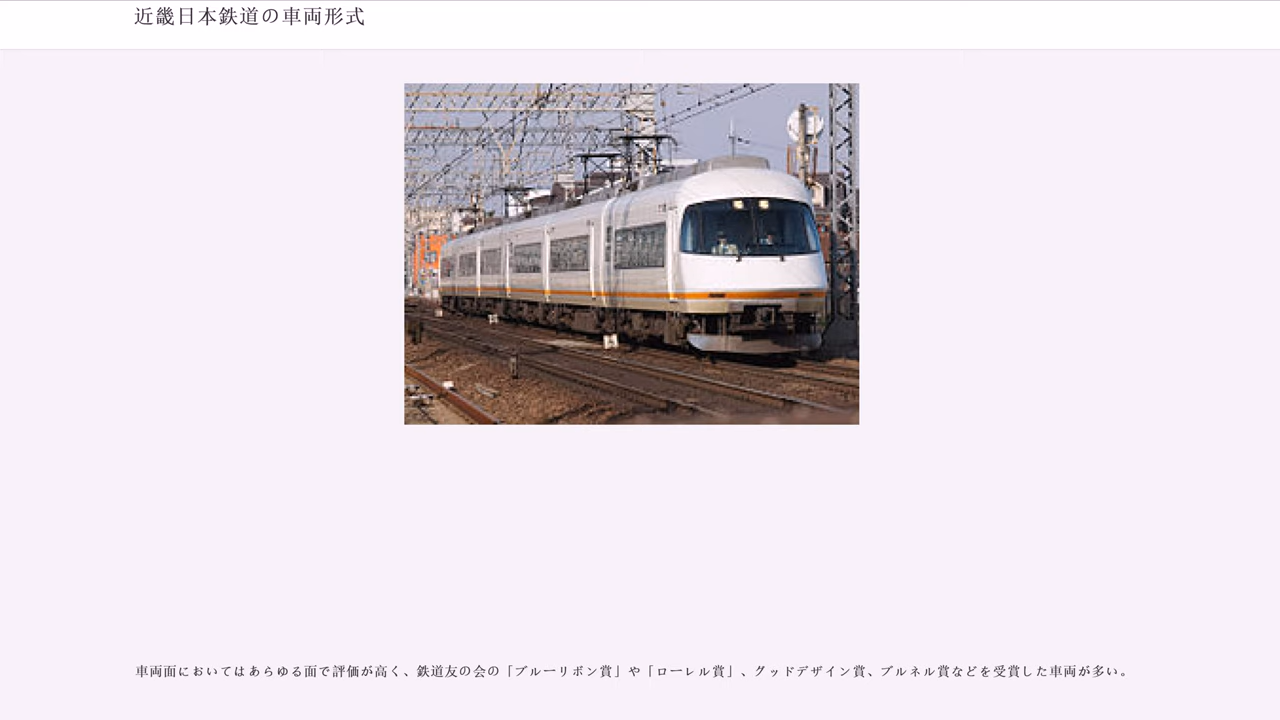 近畿日本鉄道の車両形式
車両面においてはあらゆる面で評価が高く、鉄道友の会の「ブルーリボン賞」や「ローレル賞」、グッドデザイン賞、ブルネル賞などを受賞した車両が多い。